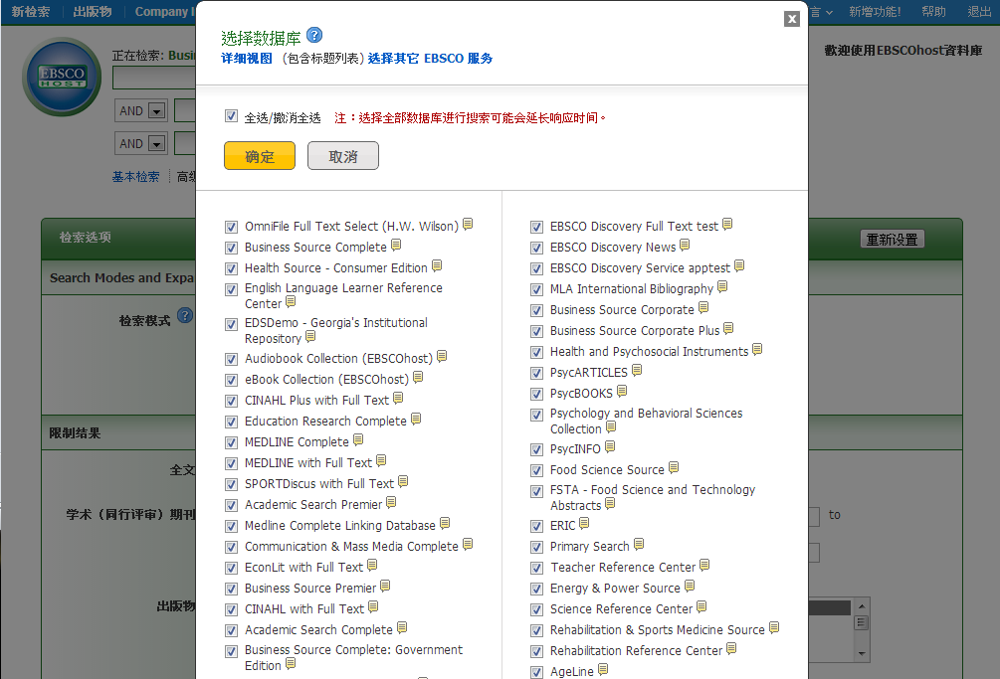 新检索 出版物 Company I
言 新增功能! 帮助 退出
EBSCO
HOST
正在检索: Busi
AND
AND
基本检索 高级
歡迎使用EBSCOhost資料庫
选择数据库
详细视图 (包含标题列表) 选择其它 EBSCO 服务
全选/撤消全选 注：选择全部数据库进行搜索可能会延长响应时间。
确定 取消
检索选项
重新设置
Search Modes and Expa
检索模式
限制结果
全文
学术（同行评审）期刊
to
出版物
OmniFile Full Text Select (H.W. Wilson)
Business Source Complete
Health Source - Consumer Edition
English Language Learner Reference
Center
EDSDemo - Georgia's Institutional
Repository
Audiobook Collection (EBSCOhost)
eBook Collection (EBSCOhost)
CINAHL Plus with Full Text
Education Research Complete
MEDLINE Complete
MEDLINE with Full Text
SPORTDiscus with Full Text
Academic Search Premier
Medline Complete Linking Database
Communication & Mass Media Complete
EconLit with Full Text
Business Source Premier
CINAHL with Full Text
Academic Search Complete
Business Source Complete: Government
Edition
EBSCO Discovery Full Text test
EBSCO Discovery News
EBSCO Discovery Service apptest
MLA International Bibliography
Business Source Corporate
Business Source Corporate Plus
Health and Psychosocial Instruments
PsycARTICLES
PsycBOOKS
Psychology and Behavioral Sciences
Collection
PsycINFO
Food Science Source
FSTA - Food Science and Technology
Abstracts
ERIC
Primary Search
Teacher Reference Center
Energy & Power Source
Science Reference Center
Rehabilitation & Sports Medicine Source
Rehabilitation Reference Center
AgeLine